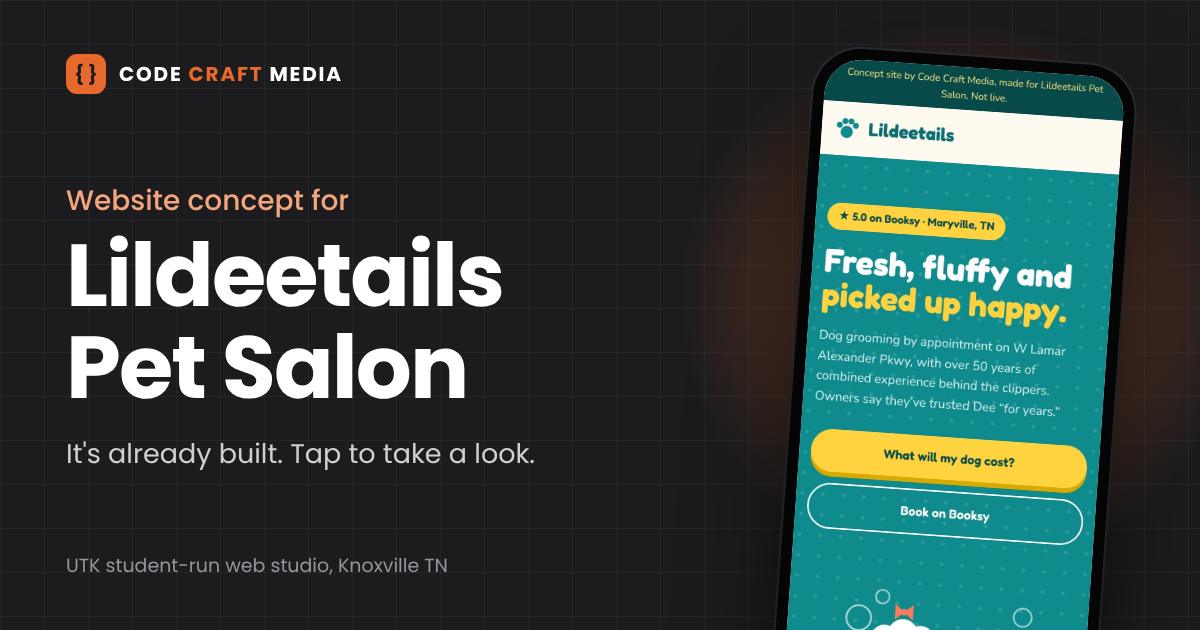 { } CODE CRAFT MEDIA
Website concept for
Lildeetails
Pet Salon
It's already built. Tap to take a look.
UTK student-run web studio, Knoxville TN
Concept site by Code Craft Media, made for Lildeetails Pet
Salon. Not live.
Lildeetails
★ 5.0 on Booksy · Maryville, TN
Fresh, fluffy and
picked up happy.
Dog grooming by appointment on W Lamar
Alexander Pkwy, with over 50 years of
combined experience behind the clippers.
Owners say they've trusted Dee “for years.”
What will my dog cost?
Book on Booksy